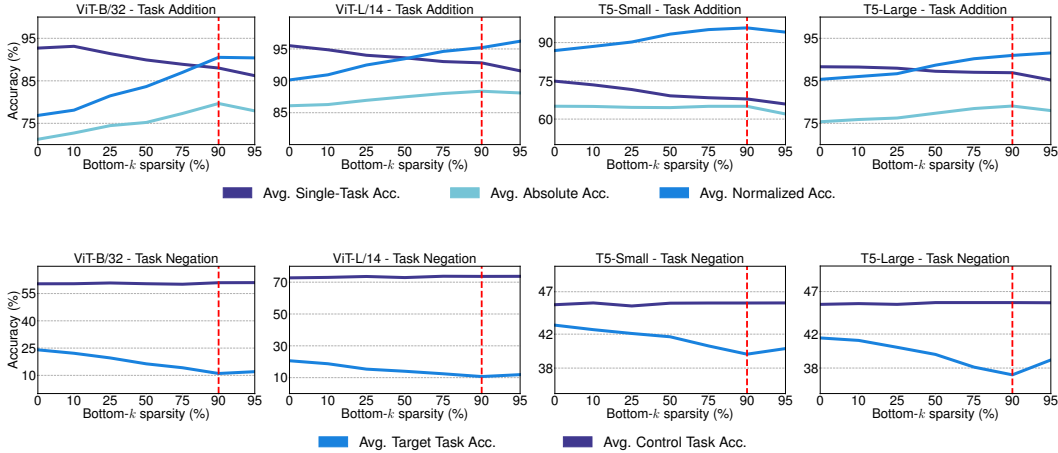 ViT-B/32 - Task Addition
ViT-L/14 - Task Addition
T5-Small - Task Addition
T5-Large - Task Addition
Accuracy (%)
95
85
75
0 10 25 50 75 90 95
Bottom-k sparsity (%)
95
90
85
0 10 25 50 75 90 95
Bottom-k sparsity (%)
90
75
60
0 10 25 50 75 90 95
Bottom-k sparsity (%)
95
85
75
0 10 25 50 75 90 95
Bottom-k sparsity (%)
Avg. Single-Task Acc. Avg. Absolute Acc. Avg. Normalized Acc.
ViT-B/32 - Task Negation
ViT-L/14 - Task Negation
T5-Small - Task Negation
T5-Large - Task Negation
Accuracy (%)
55
40
25
10
0 10 25 50 75 90 95
Bottom-k sparsity (%)
70
50
30
10
0 10 25 50 75 90 95
Bottom-k sparsity (%)
47
42
38
0 10 25 50 75 90 95
Bottom-k sparsity (%)
47
42
38
0 10 25 50 75 90 95
Bottom-k sparsity (%)
Avg. Target Task Acc. Avg. Control Task Acc.